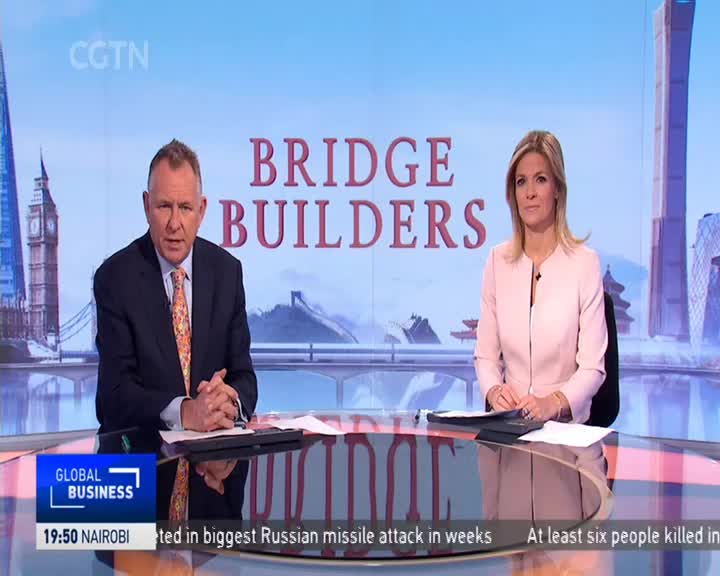 CGTN
BRIDGE
BUILDERS
BRIDGE
GLOBAL
BUSINESS
19:50 NAIROBI
eted in biggest Russian missile attack in weeks At least six people killed in